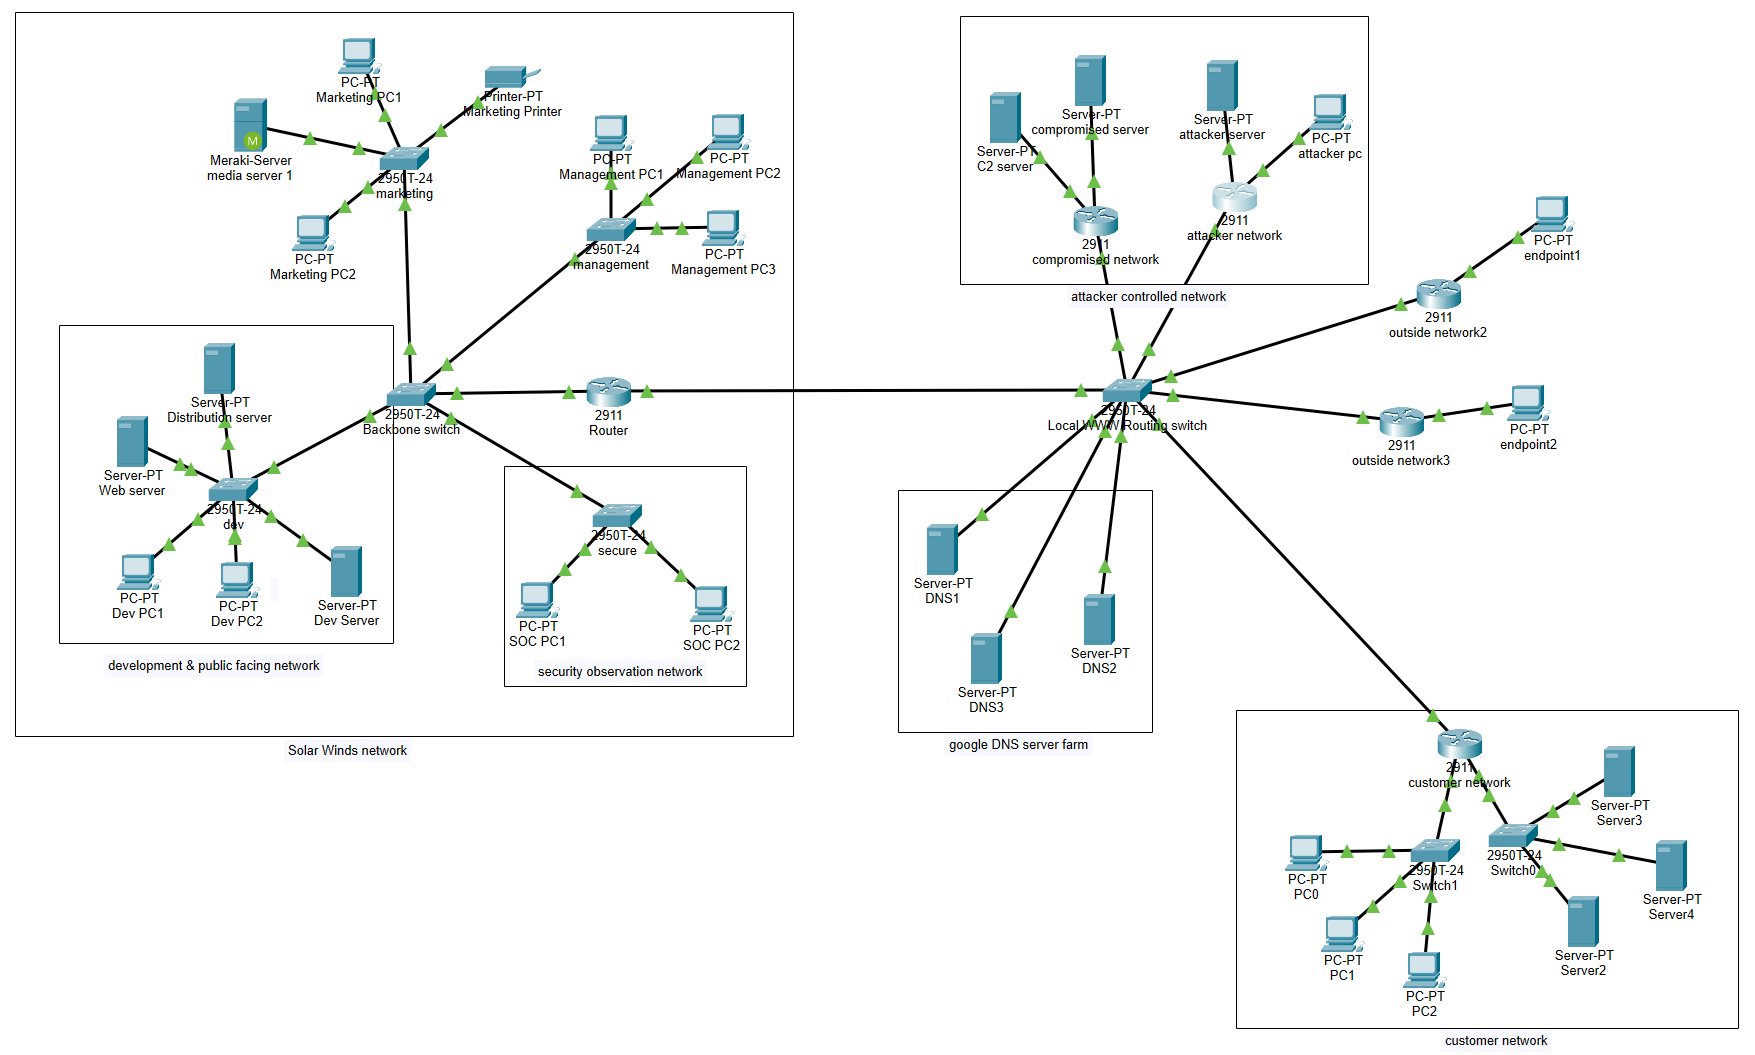 PC-PT
Marketing PC1
Printer-PT
Marketing Printer
M
Meraki-Server
media server 1
2950T-24
marketing
PC-PT
Marketing PC2
PC-PT
Management PC1
PC-PT
Management PC2
2950T-24
management
PC-PT
Management PC3
Server-PT
Distribution server
Server-PT
Web server
2950T-24
dev
PC-PT
Dev PC1
PC-PT
Dev PC2
Server-PT
Dev Server
development & public facing network
2950T-24
Backbone switch
2911
Router
2950T-24
secure
PC-PT
SOC PC1
PC-PT
SOC PC2
security observation network
Solar Winds network
Server-PT
C2 server
Server-PT
compromised server
Server-PT
attacker server
PC-PT
attacker pc
2911
compromised network
2911
attacker network
attacker controlled network
PC-PT
endpoint1
2911
outside network2
2950T-24
Local WWW Routing switch
2911
outside network3
PC-PT
endpoint2
Server-PT
DNS1
Server-PT
DNS2
Server-PT
DNS3
google DNS server farm
2911
customer network
Server-PT
Server3
2950T-24
Switch1
2950T-24
Switch0
PC-PT
PC0
Server-PT
Server4
PC-PT
PC1
Server-PT
Server2
PC-PT
PC2
customer network